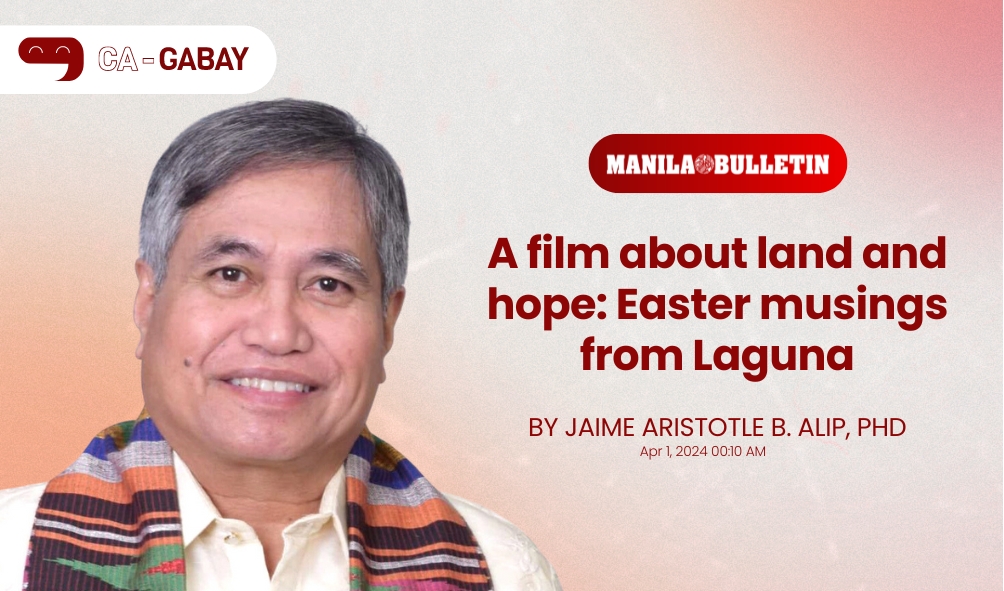 CA-GABAY
MANILA BULLETIN
A film about land and
hope: Easter musings
from Laguna
BY JAIME ARISTOTLE B. ALIP, PHD
Apr 1, 2024 00:10 AM